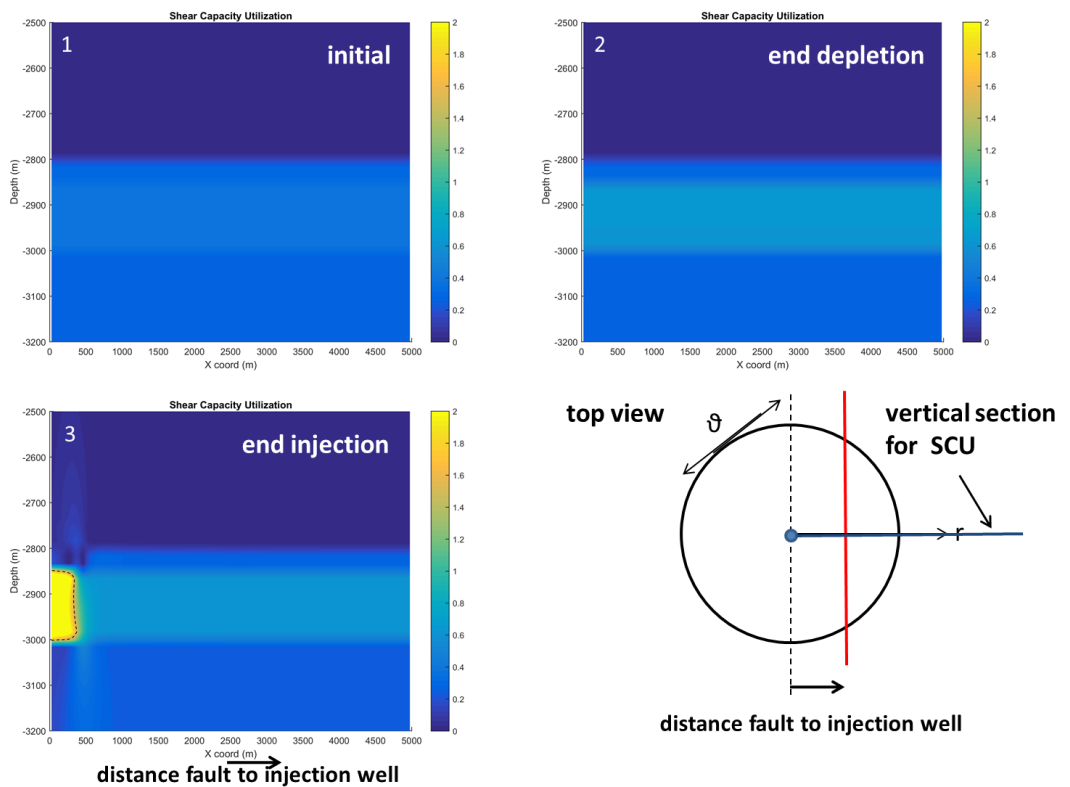 Shear Capacity Utilization
1
initial
-2500
-2600
-2700
-2800
-2900
-3000
-3100
-3200
Depth (m)
0 500 1000 1500 2000 2500 3000 3500 4000 4500 5000
X coord (m)
2
1.8
1.6
1.4
1.2
1
0.8
0.6
0.4
0.2
0
Shear Capacity Utilization
2
end depletion
-2500
-2600
-2700
-2800
-2900
-3000
-3100
-3200
Depth (m)
0 500 1000 1500 2000 2500 3000 3500 4000 4500 5000
X coord (m)
2
1.8
1.6
1.4
1.2
1
0.8
0.6
0.4
0.2
0
Shear Capacity Utilization
3
end injection
-2500
-2600
-2700
-2800
-2900
-3000
-3100
-3200
Depth (m)
0 500 1000 1500 2000 2500 3000 3500 4000 4500 5000
X coord (m)
2
1.8
1.6
1.4
1.2
1
0.8
0.6
0.4
0.2
0
distance fault to injection well
top view
ϑ
vertical section
for SCU
r
distance fault to injection well